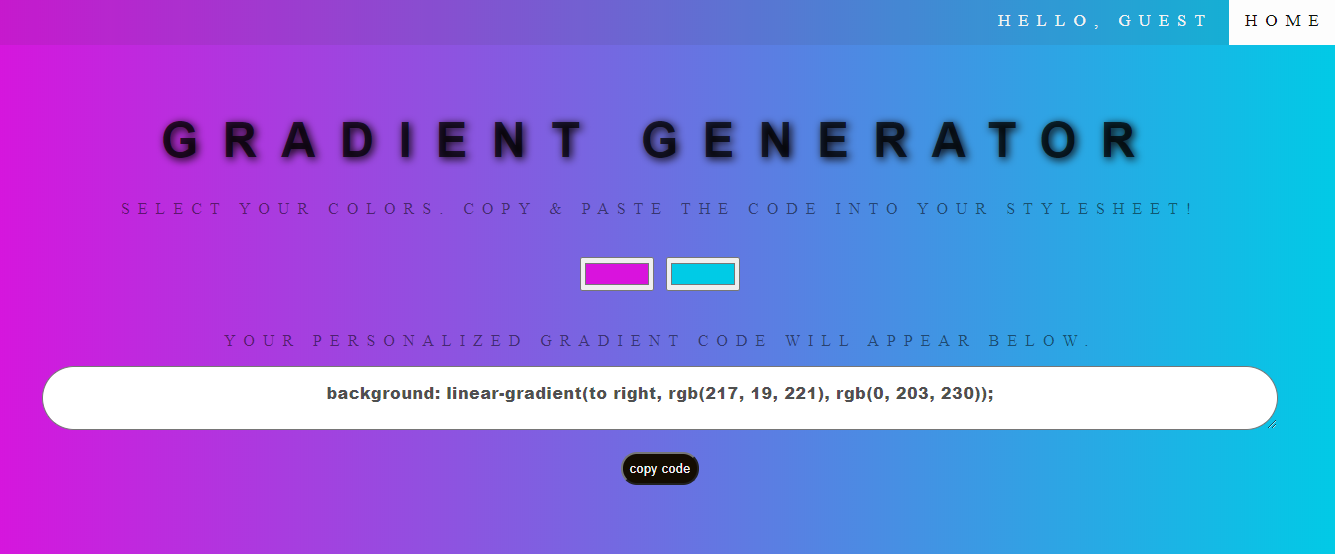 HELLO, GUEST HOME
GRADIENT GENERATOR
SELECT YOUR COLORS. COPY & PASTE THE CODE INTO YOUR STYLESHEET!
YOUR PERSONALIZED GRADIENT CODE WILL APPEAR BELOW.
background: linear-gradient(to right, rgb(217, 19, 221), rgb(0, 203, 230));
copy code